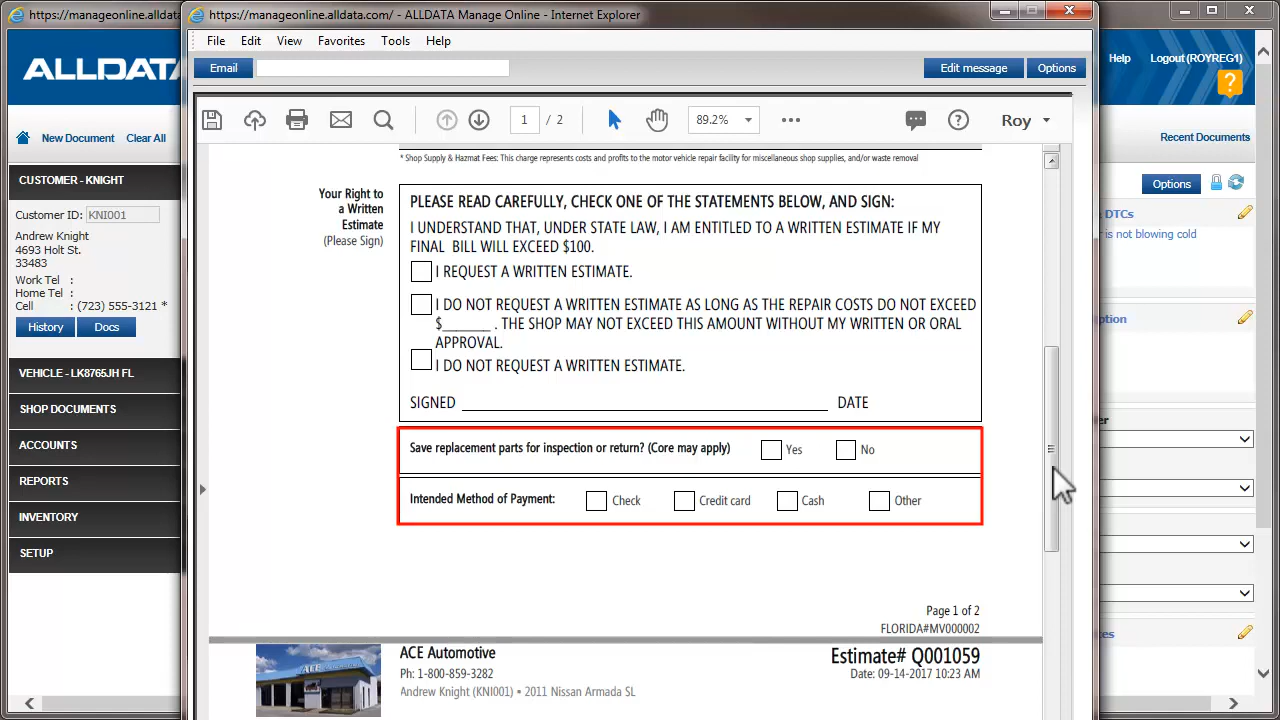 https://manageonline.alldata.
https://manageonline.alldata.com/ - ALLDATA Manage Online - Internet Explorer
File Edit View Favorites Tools Help
Email
Edit message
Options
1 / 2
89.2%
Roy
ALLDATA
New Document Clear All
CUSTOMER - KNIGHT
Customer ID: KNI001
Andrew Knight
4693 Holt St.
33483
Work Tel :
Home Tel :
Cell : (723) 555-3121 *
History Docs
VEHICLE - LK8765JH FL
SHOP DOCUMENTS
ACCOUNTS
REPORTS
INVENTORY
SETUP
* Shop Supply & Hazmat Fees: This charge represents costs and profits to the motor vehicle repair facility for miscellaneous shop supplies, and/or waste removal
Your Right to
a Written
Estimate
(Please Sign)
PLEASE READ CAREFULLY, CHECK ONE OF THE STATEMENTS BELOW, AND SIGN:
I UNDERSTAND THAT, UNDER STATE LAW, I AM ENTITLED TO A WRITTEN ESTIMATE IF MY
FINAL BILL WILL EXCEED $100.
I REQUEST A WRITTEN ESTIMATE.
I DO NOT REQUEST A WRITTEN ESTIMATE AS LONG AS THE REPAIR COSTS DO NOT EXCEED
$_______ . THE SHOP MAY NOT EXCEED THIS AMOUNT WITHOUT MY WRITTEN OR ORAL
APPROVAL.
I DO NOT REQUEST A WRITTEN ESTIMATE.
SIGNED DATE
Save replacement parts for inspection or return? (Core may apply) Yes No
Intended Method of Payment: Check Credit card Cash Other
Page 1 of 2
FLORIDA#MV000002
ACE Automotive
Ph: 1-800-859-3282
Andrew Knight (KNI001) • 2011 Nissan Armada SL
Estimate# Q001059
Date: 09-14-2017 10:23 AM
Help Logout (ROYREG1)
?
Recent Documents
Options
DTCs
is not blowing cold